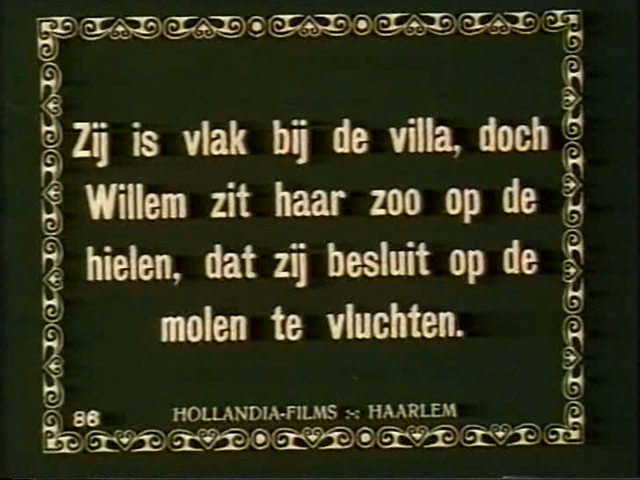 Zij is vlak bij de villa, doch
Willem zit haar zoo op de
hielen, dat zij besluit op de
molen te vluchten.
86
HOLLANDIA-FILMS :-: HAARLEM